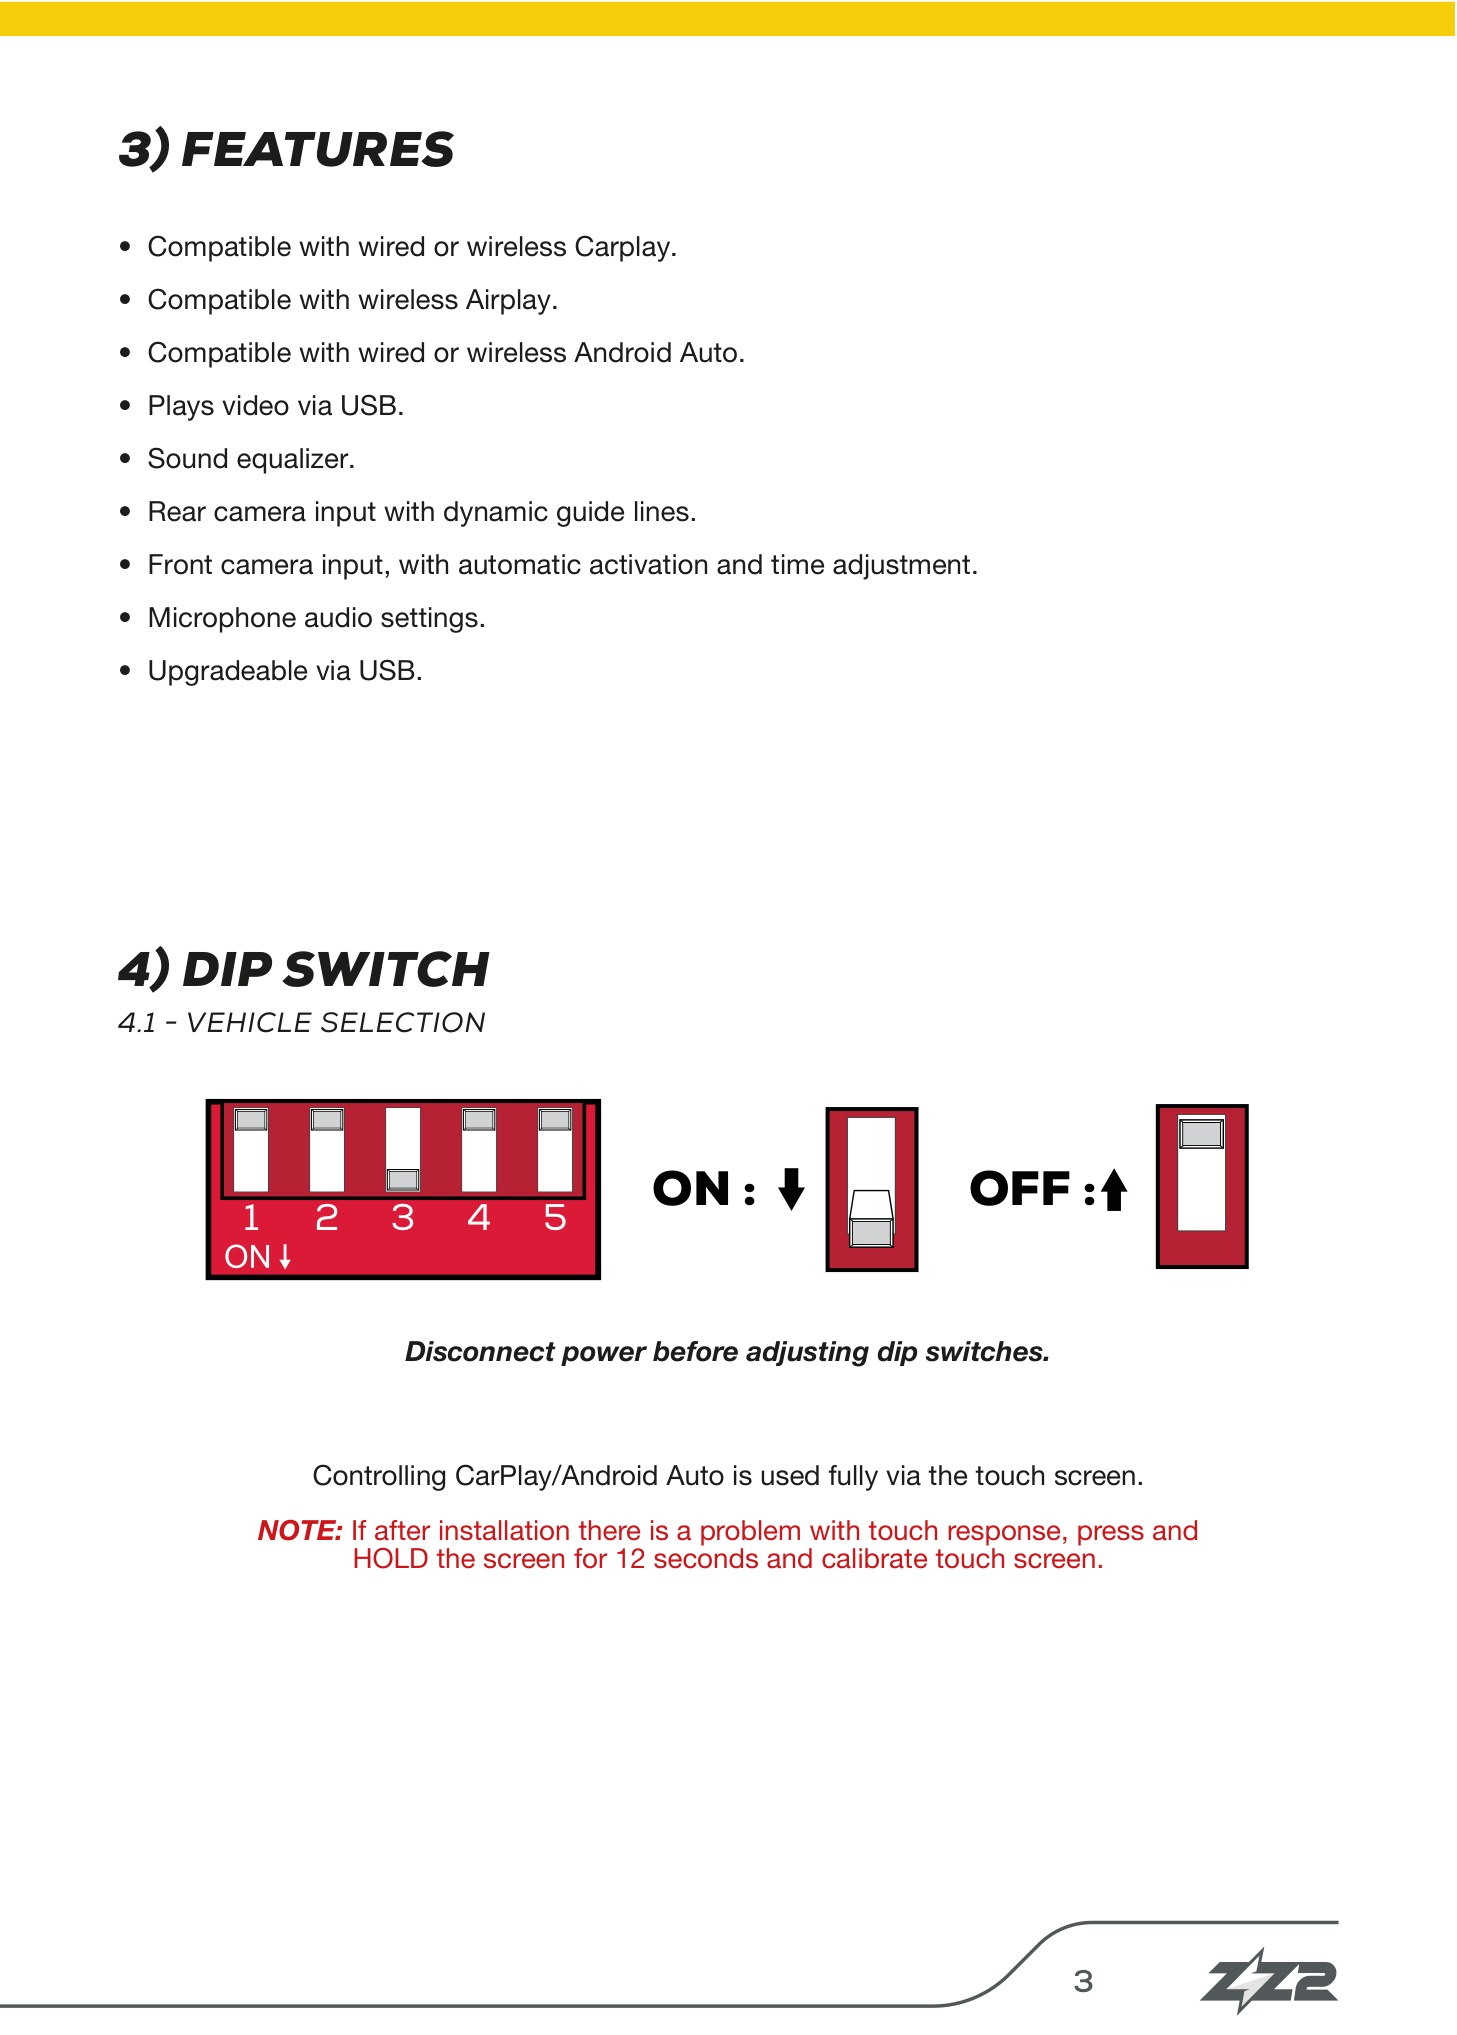 3) FEATURES
• Compatible with wired or wireless Carplay.
• Compatible with wireless Airplay.
• Compatible with wired or wireless Android Auto.
• Plays video via USB.
• Sound equalizer.
• Rear camera input with dynamic guide lines.
• Front camera input, with automatic activation and time adjustment.
• Microphone audio settings.
• Upgradeable via USB.
4) DIP SWITCH
4.1 - VEHICLE SELECTION
1 2 3 4 5
ON ↓
ON : ↓
OFF : ↑
Disconnect power before adjusting dip switches.
Controlling CarPlay/Android Auto is used fully via the touch screen.
NOTE: If after installation there is a problem with touch response, press and
HOLD the screen for 12 seconds and calibrate touch screen.
3
ZZ2